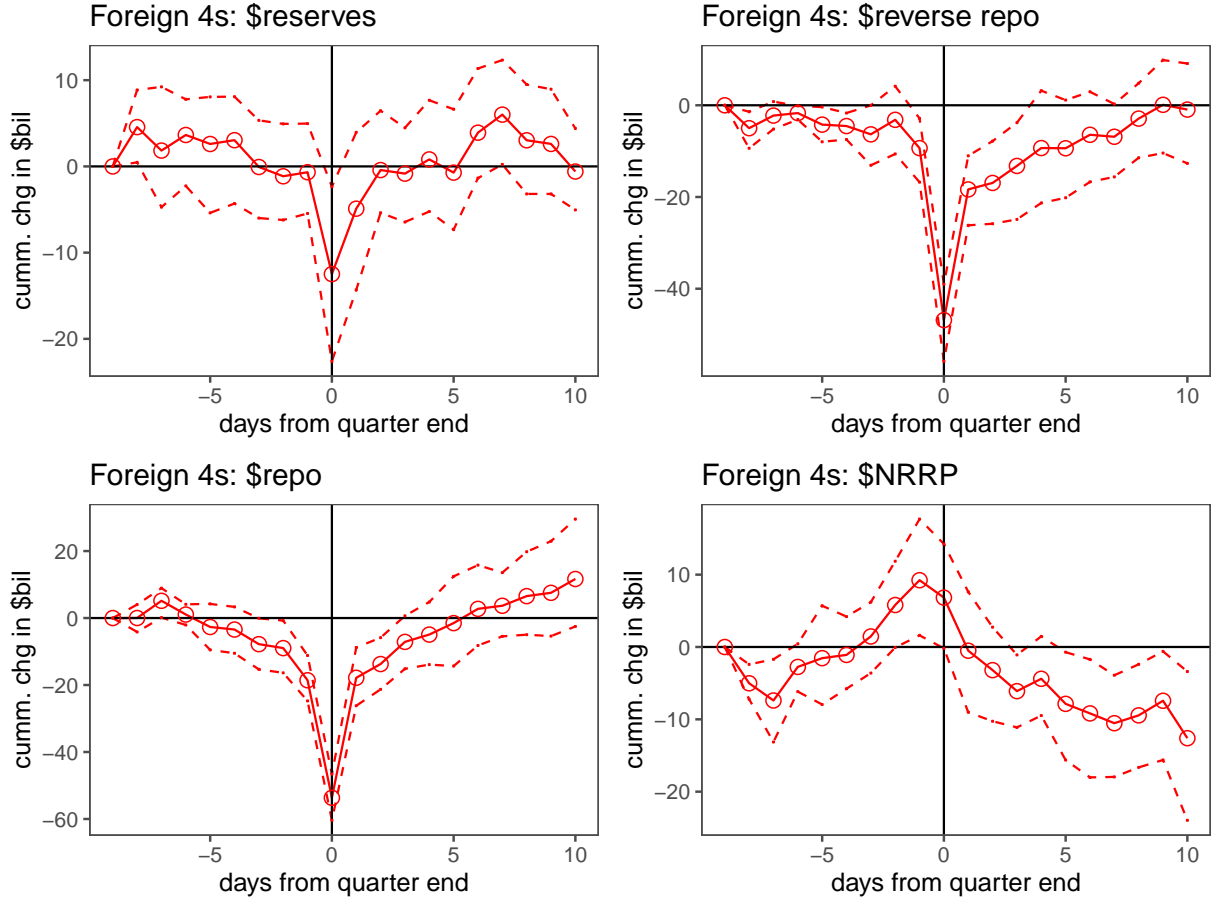 Foreign 4s: $reserves
cumm. chg in $bil
10
0
−10
−20
−5
0
5
10
days from quarter end
Foreign 4s: $reverse repo
cumm. chg in $bil
0
−20
−40
−5
0
5
10
days from quarter end
Foreign 4s: $repo
cumm. chg in $bil
20
0
−20
−40
−60
−5
0
5
10
days from quarter end
Foreign 4s: $NRRP
cumm. chg in $bil
10
0
−10
−20
−5
0
5
10
days from quarter end